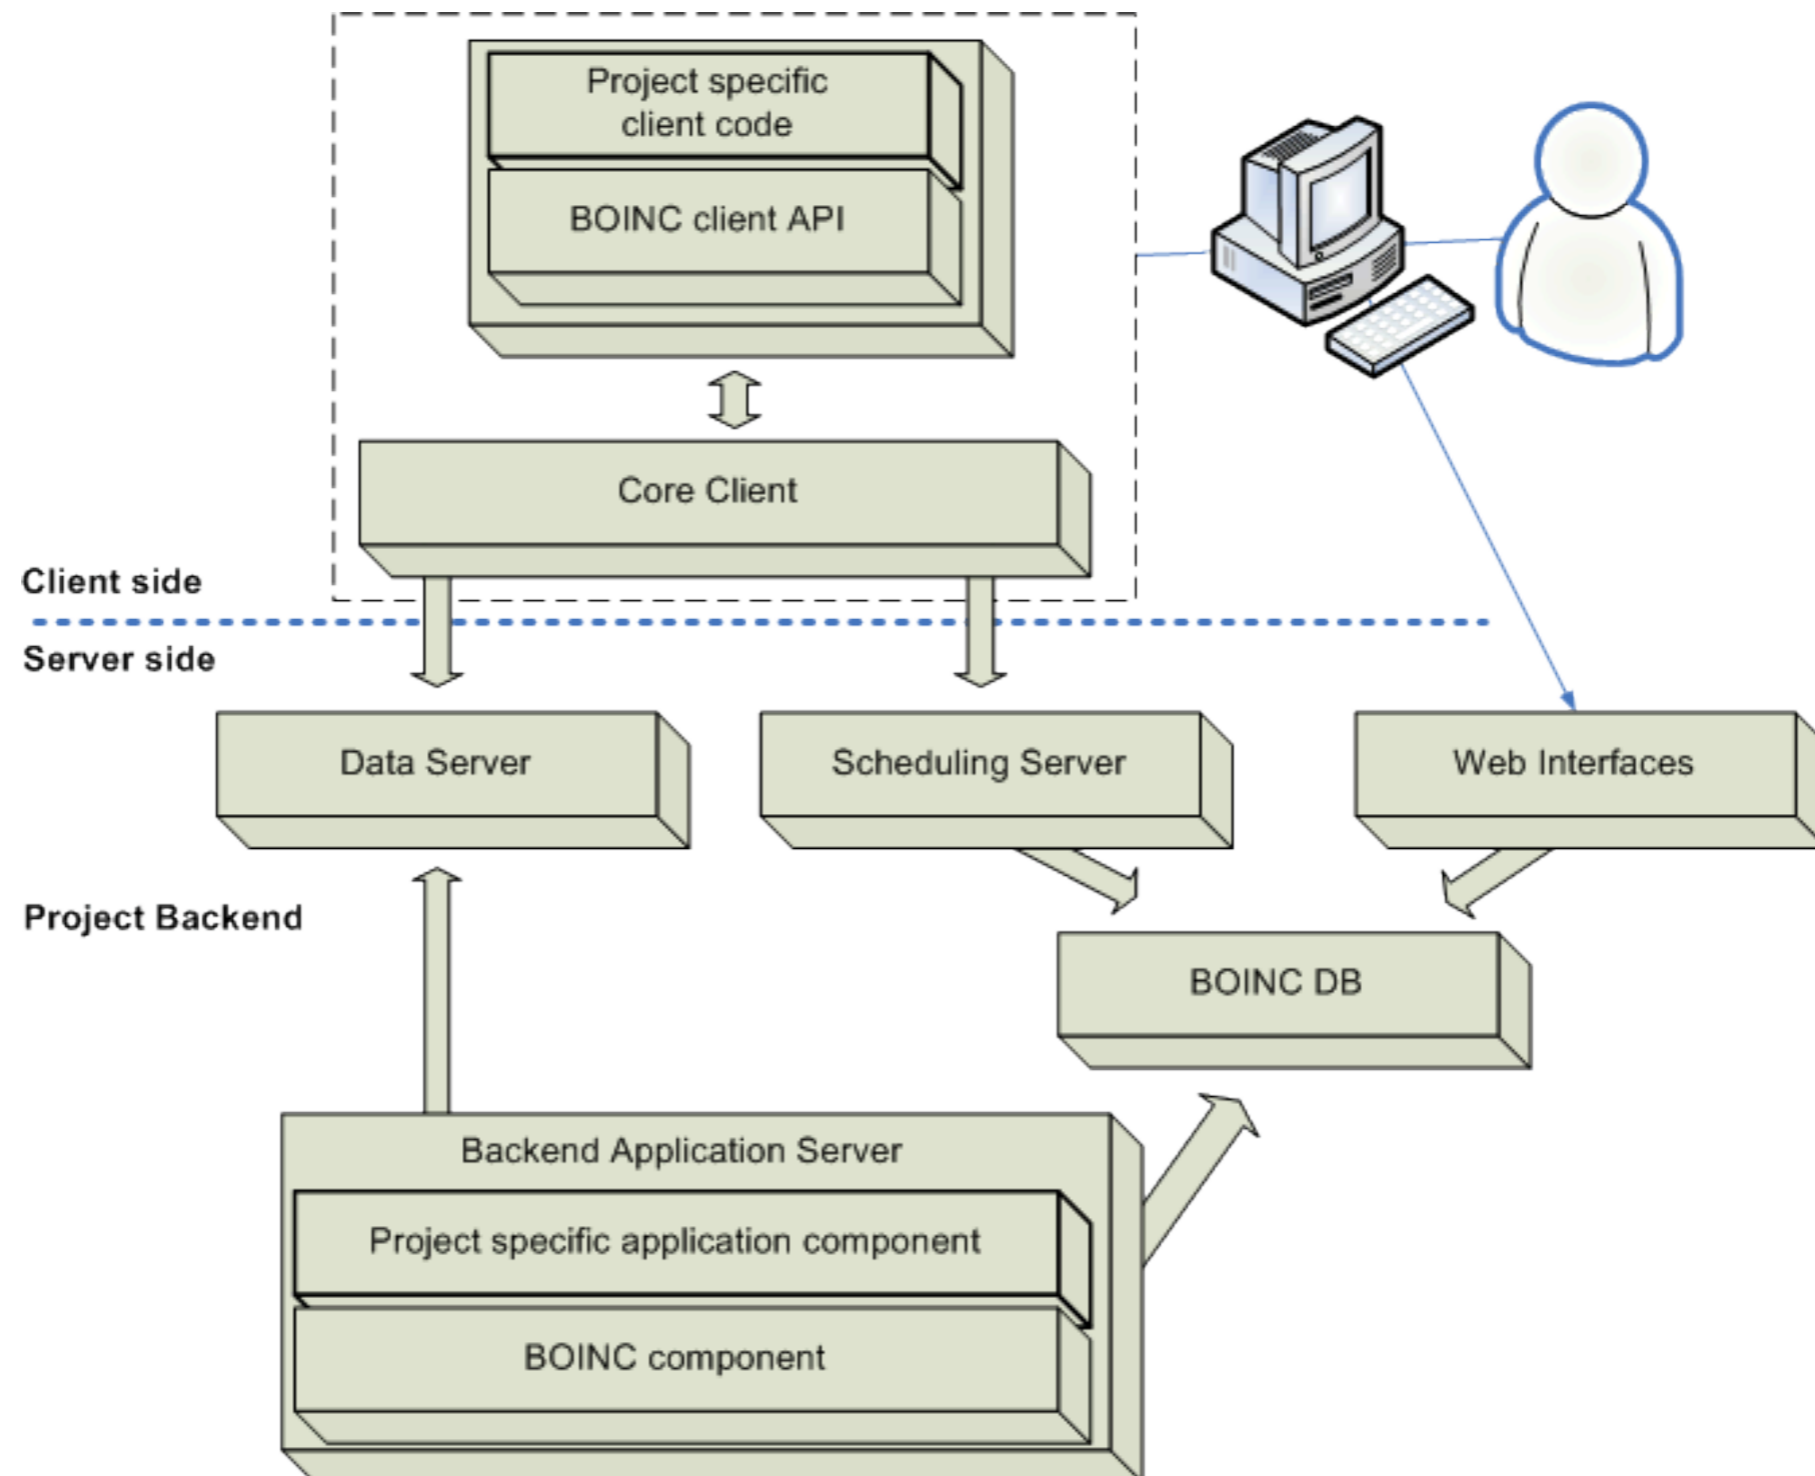 Project specific
client code
BOINC client API
Core Client
Client side
Server side
Data Server
Scheduling Server
Web Interfaces
Project Backend
BOINC DB
Backend Application Server
Project specific application component
BOINC component